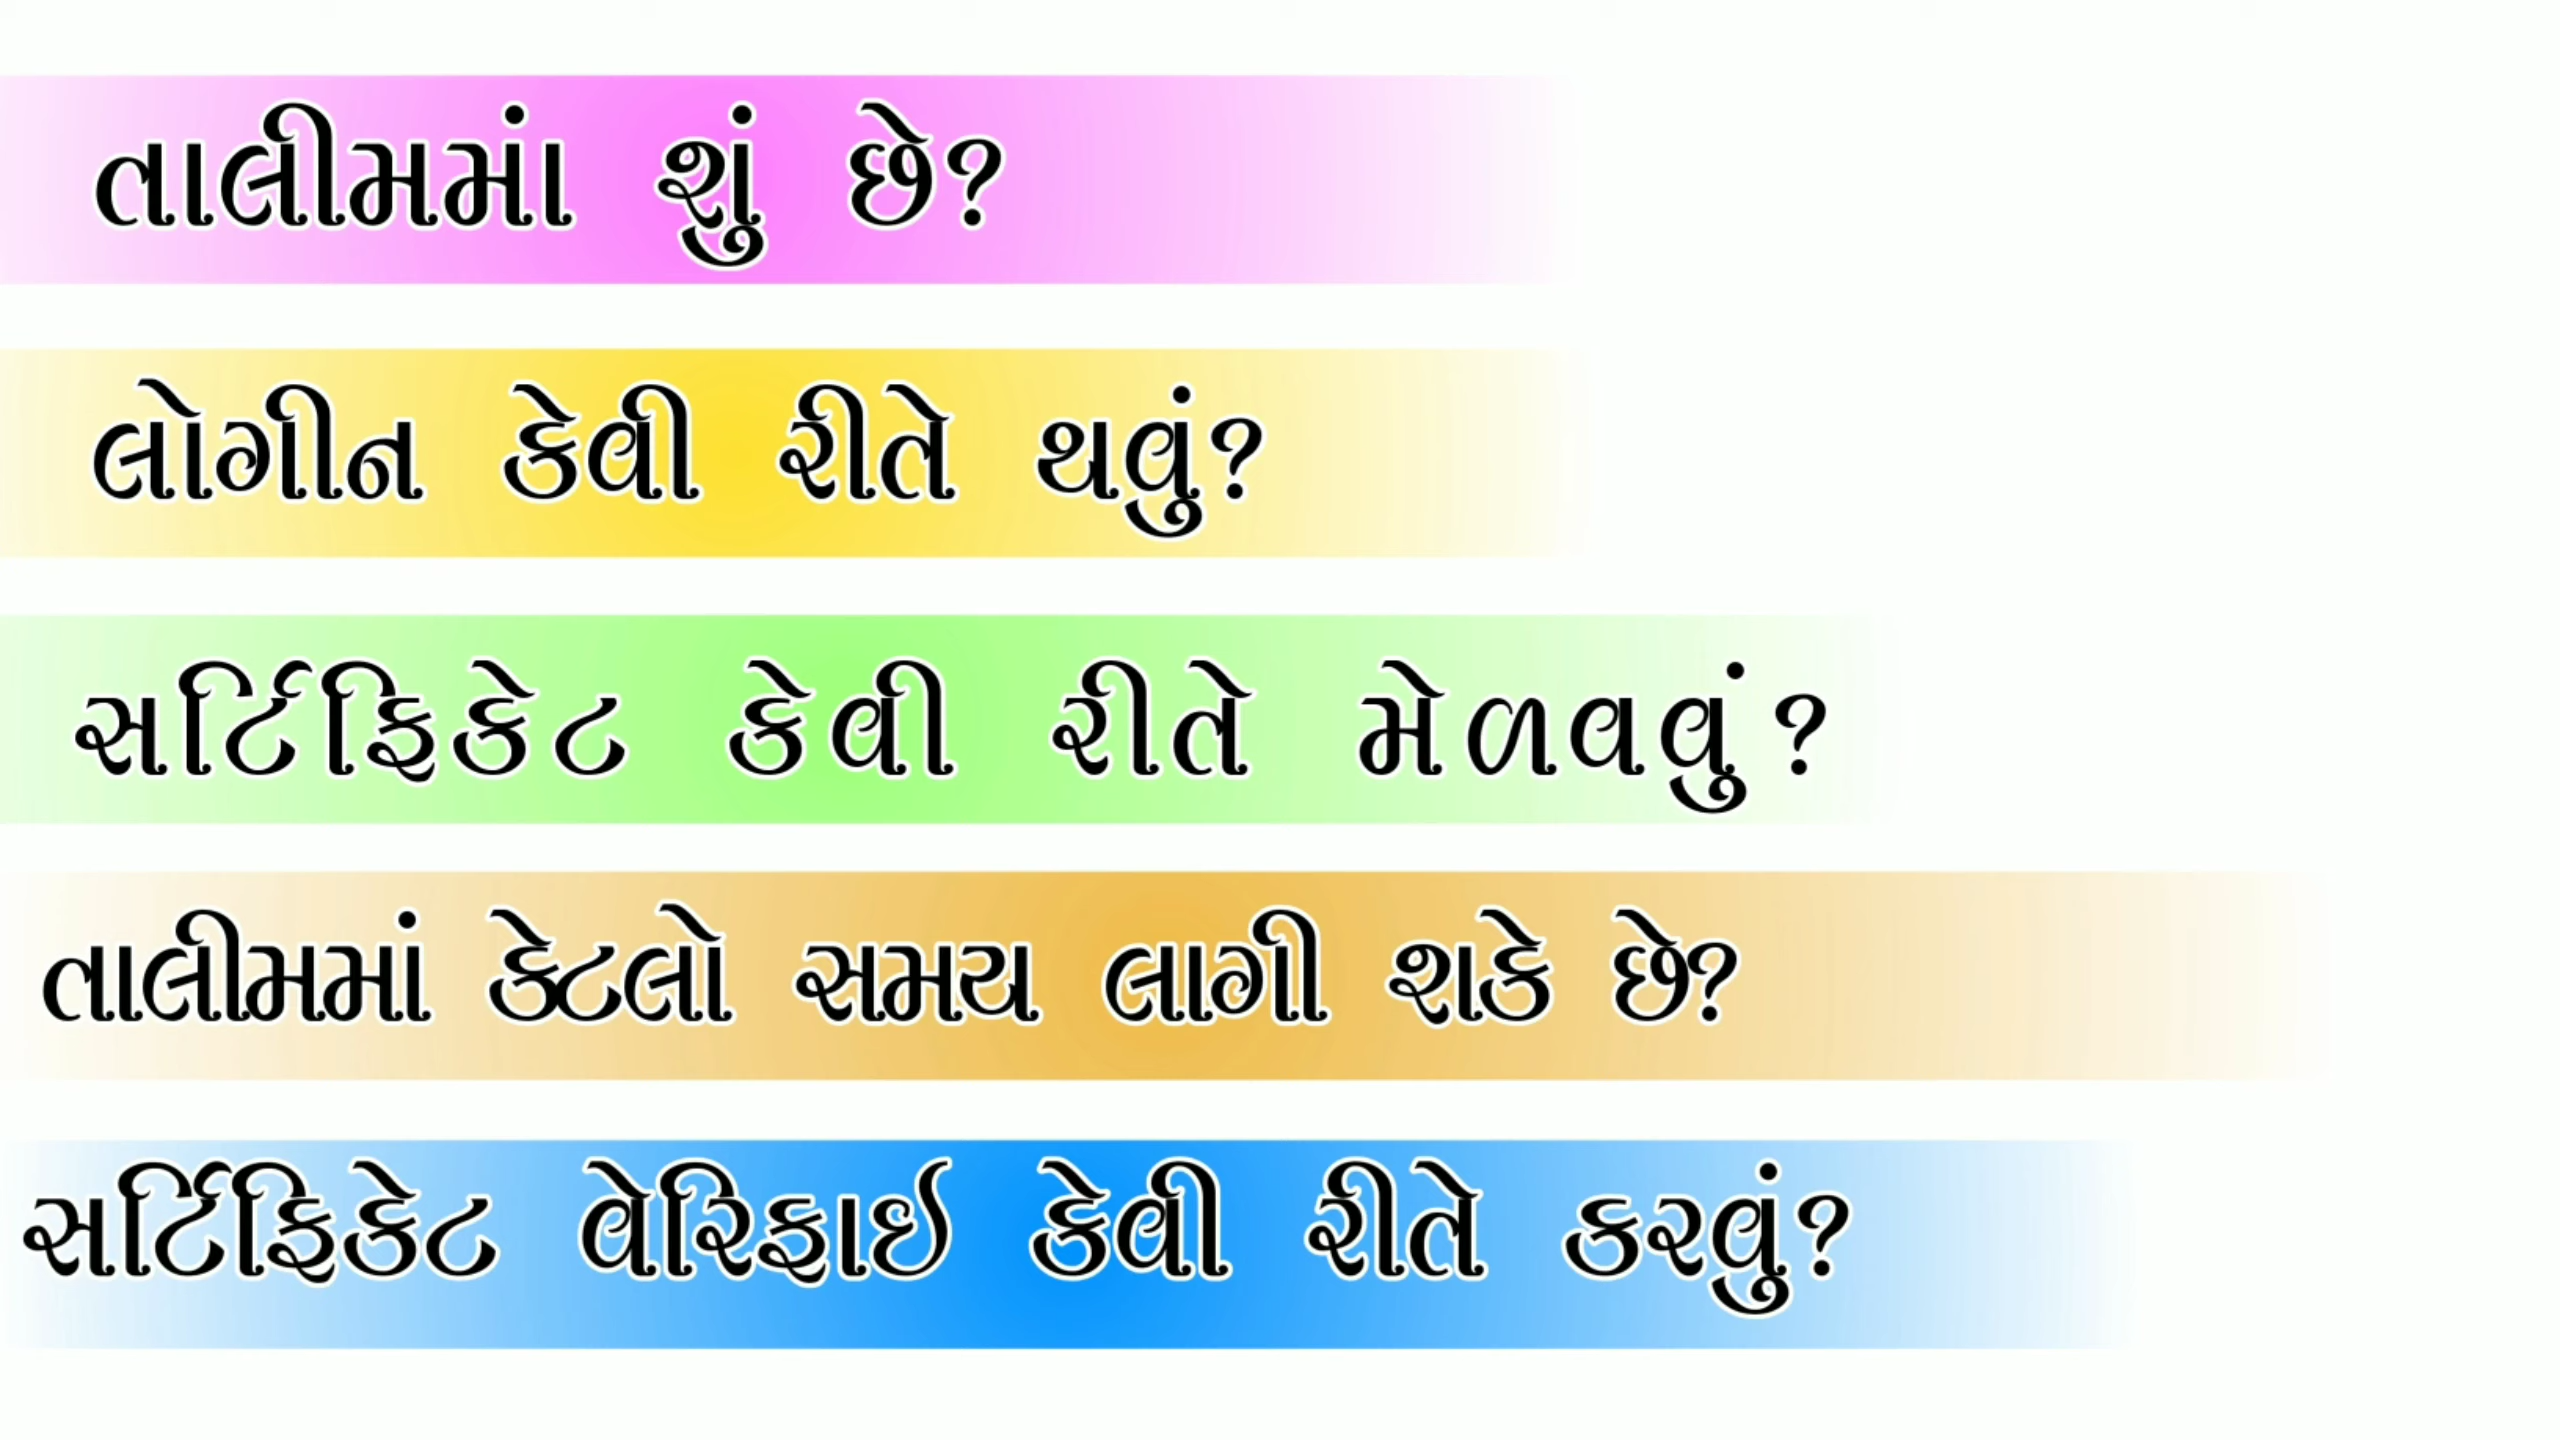 તાલીમમાં શું છે?
લોગીન કેવી રીતે થવું?
સર્ટિફિકેટ કેવી રીતે મેળવવું?
તાલીમમાં કેટલો સમય લાગી શકે છે?
સર્ટિફિકેટ વેરિફાઈ કેવી રીતે કરવું?